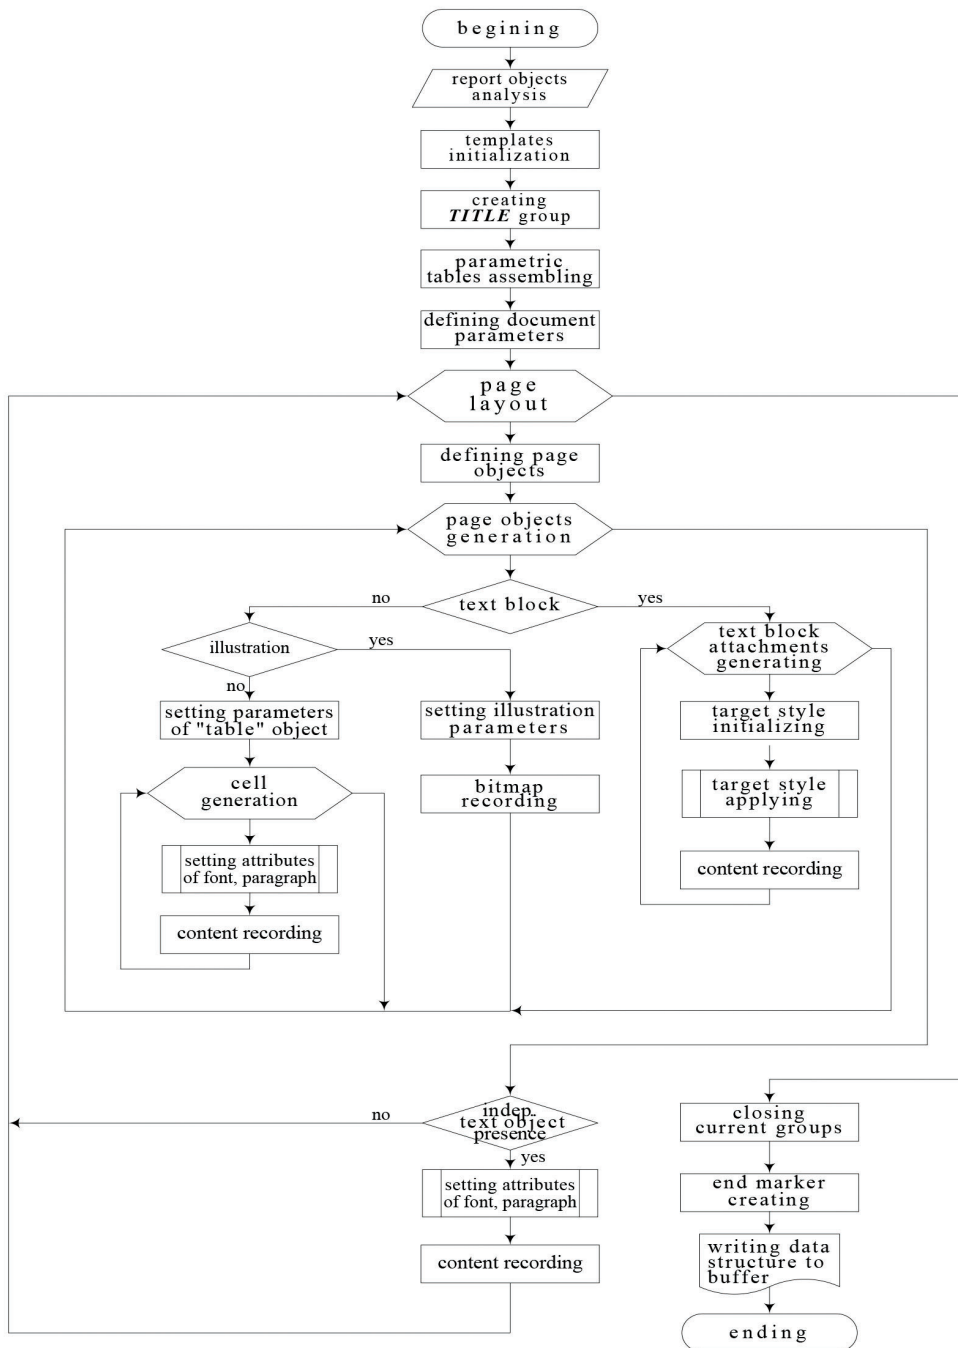 begining
report objects
analysis
templates
initialization
creating
TITLE group
parametric
tables assembling
defining document
parameters
page
layout
defining page
objects
page objects
generation
text block
no
yes
illustration
yes
no
text block
attachments
generating
setting parameters
of "table" object
setting illustration
parameters
target style
initializing
cell
generation
bitmap
recording
target style
applying
setting attributes
of font, paragraph
content recording
content recording
indep.
text object
presence
no
yes
setting attributes
of font, paragraph
content recording
closing
current groups
end marker
creating
writing data
structure to
buffer
ending